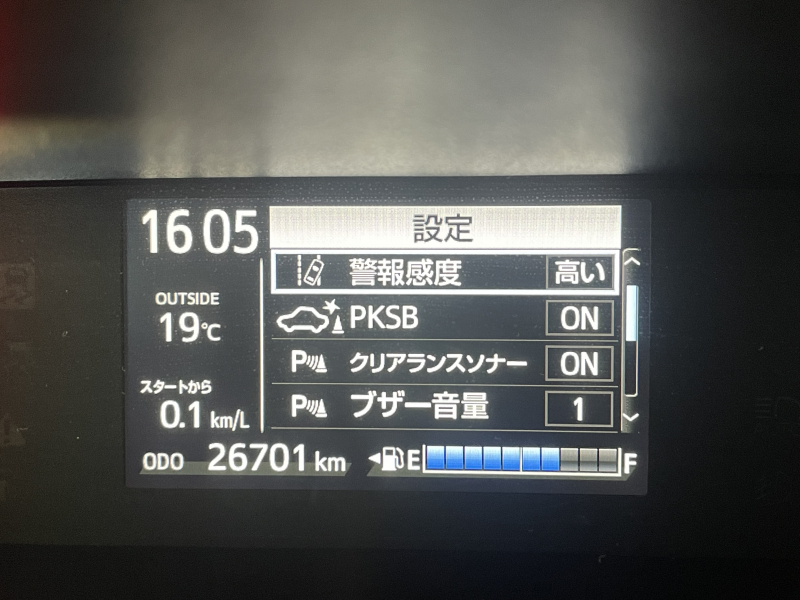 16 05
設定
警報感度 高い
OUTSIDE
19℃
PKSB ON
P クリアランスソナー ON
スタートから
0.1 km/L
P ブザー音量 1
ODO 26701 km
E F